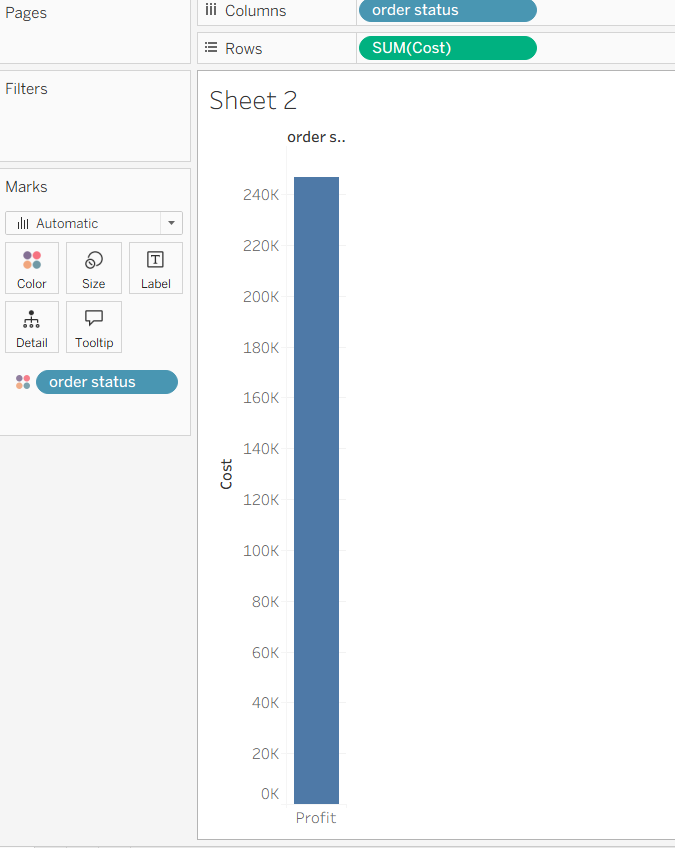 Pages
Columns
order status
Rows
SUM(Cost)
Filters
Sheet 2
order s..
Marks
Automatic
Color
Size
Label
Detail
Tooltip
order status
Cost
240K
220K
200K
180K
160K
140K
120K
100K
80K
60K
40K
20K
0K
Profit